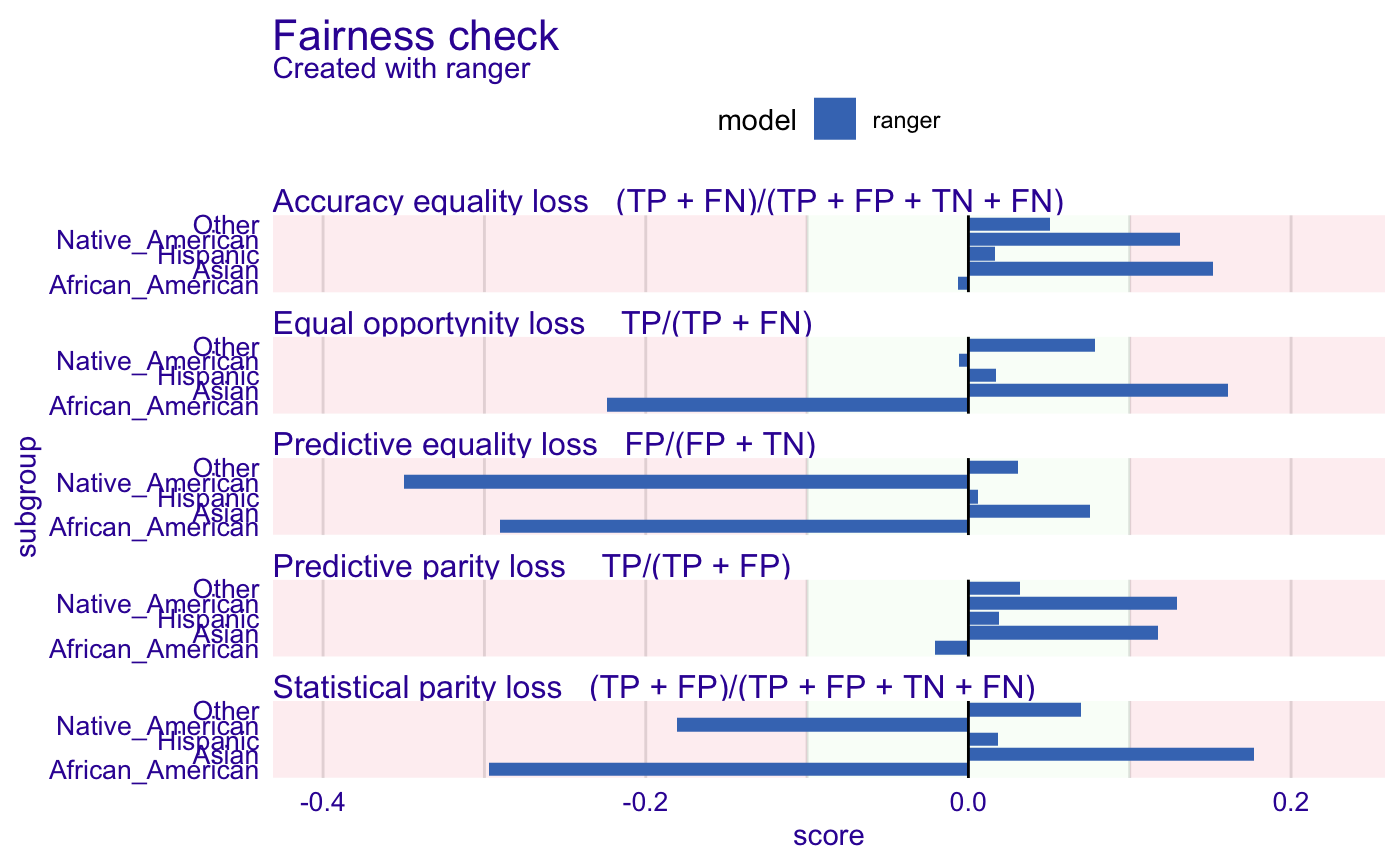 Fairness check
Created with ranger
model ranger
Accuracy equality loss (TP + FN)/(TP + FP + TN + FN)
Other
Native_American
Hispanic
Asian
African_American
Equal opportynity loss TP/(TP + FN)
Other
Native_American
Hispanic
Asian
African_American
Predictive equality loss FP/(FP + TN)
Other
Native_American
Hispanic
Asian
African_American
Predictive parity loss TP/(TP + FP)
Other
Native_American
Hispanic
Asian
African_American
Statistical parity loss (TP + FP)/(TP + FP + TN + FN)
Other
Native_American
Hispanic
Asian
African_American
subgroup
-0.4 -0.2 0.0 0.2
score